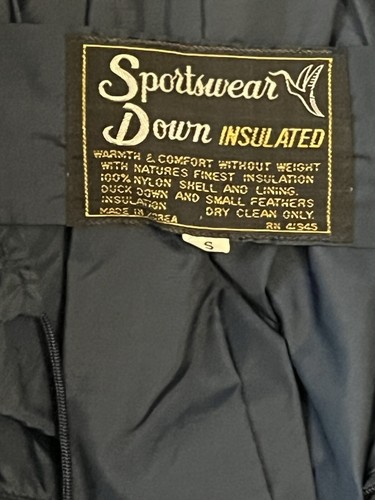 Sportswear
Down INSULATED
WARMTH & COMFORT WITHOUT WEIGHT
WITH NATURES FINEST INSULATION
100% NYLON SHELL AND LINING.
DUCK DOWN AND SMALL FEATHERS
INSULATION
MADE IN KOREA , DRY CLEAN ONLY.
RN 41945
S